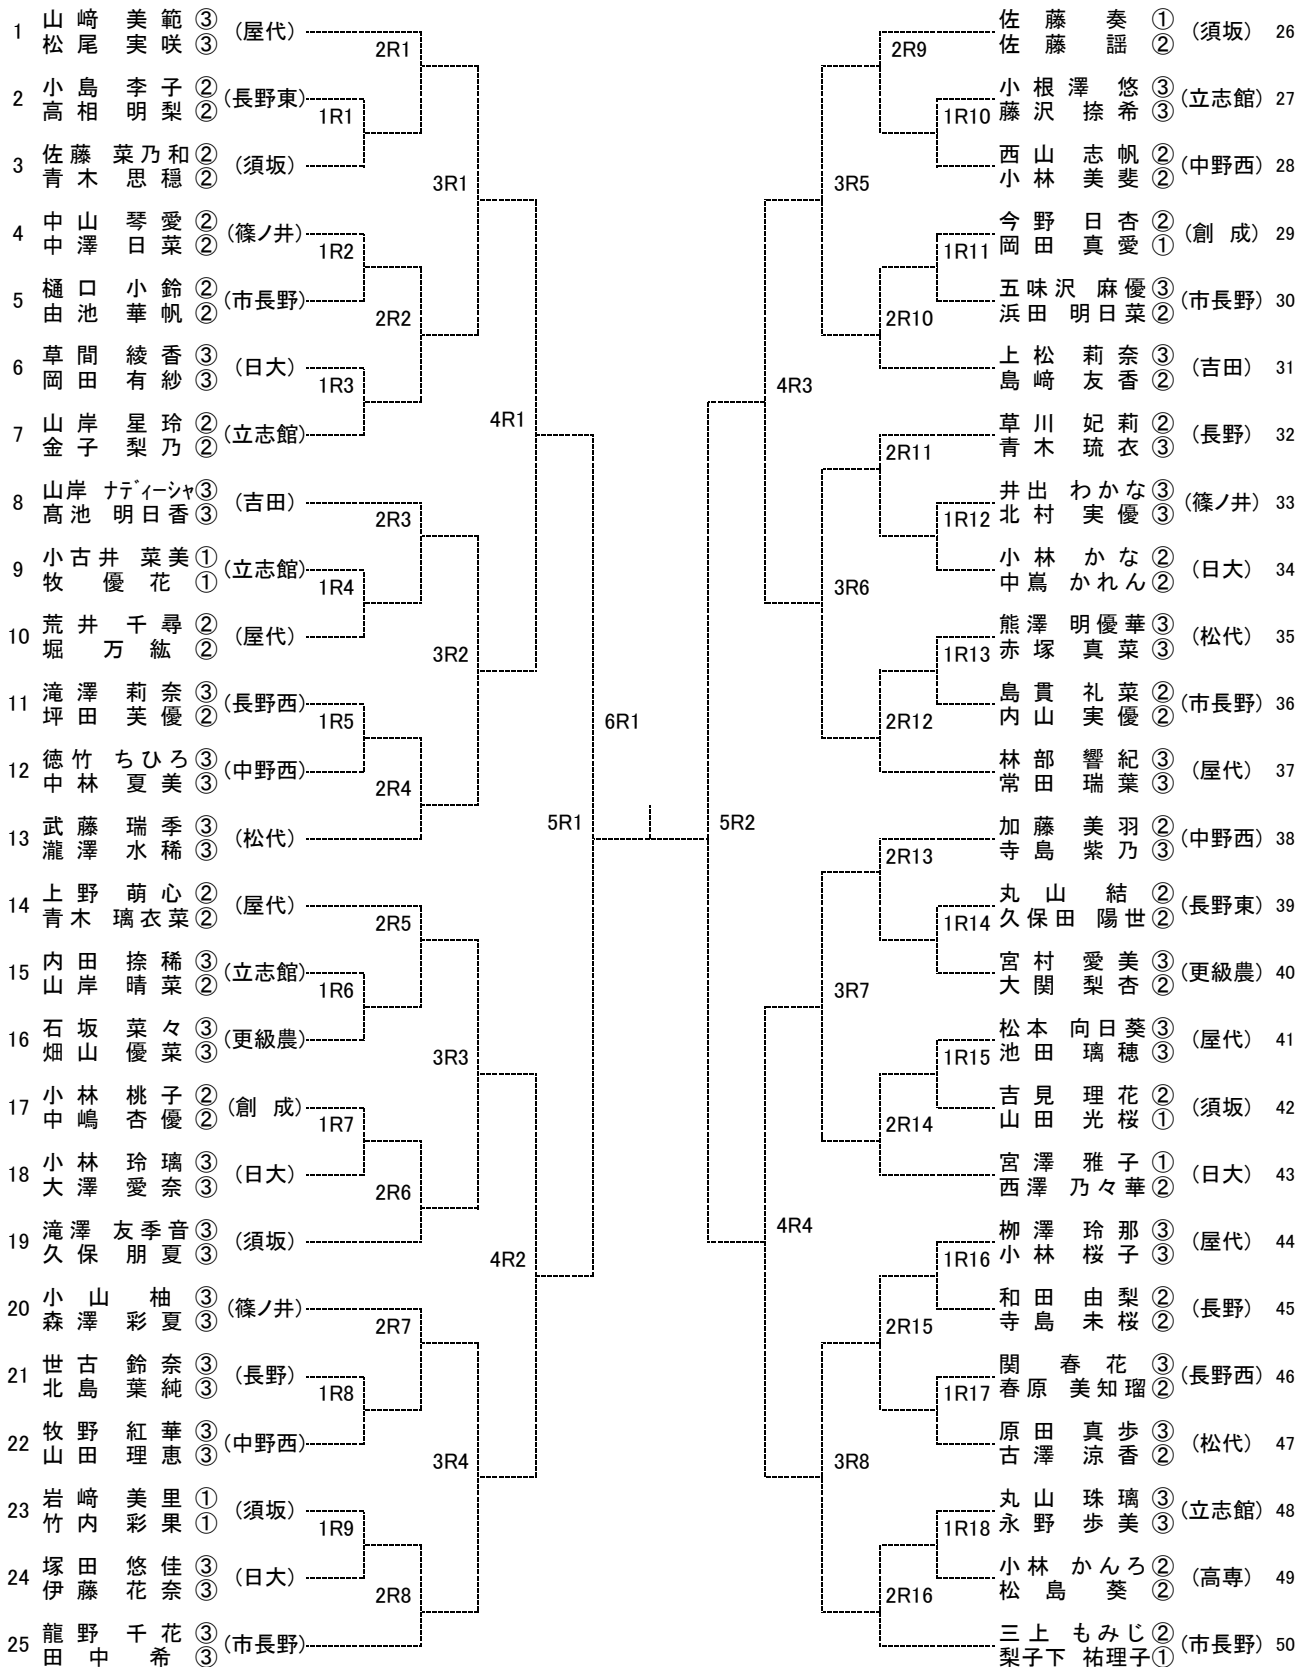 1 山﨑 美範③ (屋代)
松尾 実咲③
2R1
2 小島 李子② (長野東)
高相 明梨②
1R1
3 佐藤 菜乃和② (須坂)
青木 思穏②
3R1
4 中山 琴愛② (篠ノ井)
中澤 日菜②
1R2
5 樋口 小鈴② (市長野)
由池 華帆②
2R2
6 草間 綾香③ (日大)
岡田 有紗③
1R3
7 山岸 星玲② (立志館)
金子 梨乃②
4R1
8 山岸 ナディーシャ③ (吉田)
髙池 明日香③
2R3
9 小古井 菜美① (立志館)
牧 優花①
1R4
10 荒井 千尋② (屋代)
堀 万紘②
3R2
11 滝澤 莉奈③ (長野西)
坪田 芙優②
1R5
12 徳竹 ちひろ③ (中野西)
中林 夏美③
2R4
13 武藤 瑞季③ (松代)
瀧澤 水稀③
5R1
14 上野 萌心② (屋代)
青木 璃衣菜②
2R5
15 内田 捺稀③ (立志館)
山岸 晴菜②
1R6
16 石坂 菜々③ (更級農)
畑山 優菜③
3R3
17 小林 桃子② (創成)
中嶋 杏優②
1R7
18 小林 玲璃③ (日大)
大澤 愛奈③
2R6
19 滝澤 友季音③ (須坂)
久保 朋夏③
4R2
20 小山 柚③ (篠ノ井)
森澤 彩夏③
2R7
21 世古 鈴奈③ (長野)
北島 葉純③
1R8
22 牧野 紅華③ (中野西)
山田 理恵③
3R4
23 岩﨑 美里① (須坂)
竹内 彩果①
1R9
24 塚田 悠佳③ (日大)
伊藤 花奈③
2R8
25 龍野 千花③ (市長野)
田中 希③
6R1
佐藤 奏① (須坂) 26
佐藤 謡②
2R9
小根澤 悠③ (立志館) 27
藤沢 捺希③
1R10
西山 志帆② (中野西) 28
小林 美斐②
3R5
今野 日杏② (創成) 29
岡田 真愛①
1R11
五味沢 麻優③ (市長野) 30
浜田 明日菜②
2R10
上松 莉奈③ (吉田) 31
島﨑 友香②
4R3
草川 妃莉② (長野) 32
青木 琉衣③
2R11
井出 わかな③ (篠ノ井) 33
北村 実優③
1R12
小林 かな② (日大) 34
中嶌 かれん②
3R6
熊澤 明優華③ (松代) 35
赤塚 真菜③
1R13
島貫 礼菜② (市長野) 36
内山 実優②
2R12
林部 響紀③ (屋代) 37
常田 瑞葉③
5R2
加藤 美羽② (中野西) 38
寺島 紫乃③
2R13
丸山 結② (長野東) 39
久保田 陽世②
1R14
宮村 愛美③ (更級農) 40
大関 梨杏②
3R7
松本 向日葵③ (屋代) 41
池田 璃穂③
1R15
吉見 理花② (須坂) 42
山田 光桜①
2R14
宮澤 雅子① (日大) 43
西澤 乃々華②
4R4
栁澤 玲那③ (屋代) 44
小林 桜子③
1R16
和田 由梨② (長野) 45
寺島 未桜②
2R15
関 春花③ (長野西) 46
春原 美知瑠②
1R17
原田 真歩③ (松代) 47
古澤 涼香②
3R8
丸山 珠璃③ (立志館) 48
永野 歩美③
1R18
小林 かんろ② (高専) 49
松島 葵②
2R16
三上 もみじ② (市長野) 50
梨子下 祐理子①